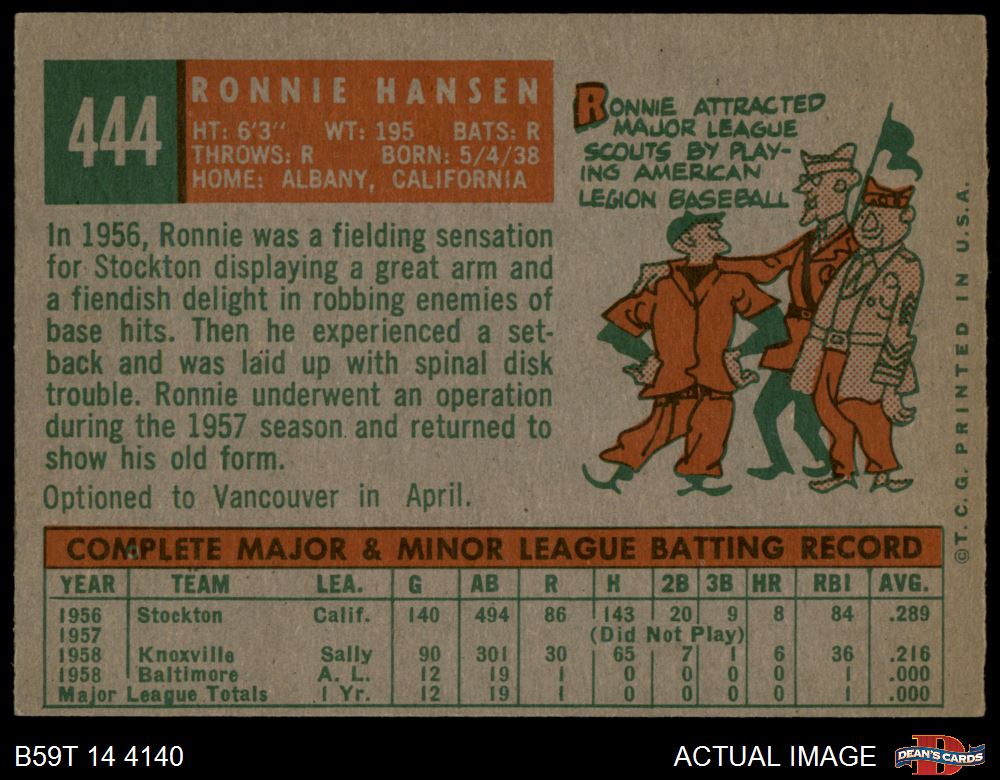 444
RONNIE HANSEN
HT: 6'3" WT: 195 BATS: R
THROWS: R BORN: 5/4/38
HOME: ALBANY, CALIFORNIA
RONNIE ATTRACTED
MAJOR LEAGUE
SCOUTS BY PLAY-
ING AMERICAN
LEGION BASEBALL
In 1956, Ronnie was a fielding sensation
for Stockton displaying a great arm and
a fiendish delight in robbing enemies of
base hits. Then he experienced a set-
back and was laid up with spinal disk
trouble. Ronnie underwent an operation
during the 1957 season and returned to
show his old form.
Optioned to Vancouver in April.
©T. C. G. PRINTED IN U.S.A.
COMPLETE MAJOR & MINOR LEAGUE BATTING RECORD
YEAR TEAM LEA. G AB R H 2B 3B HR RBI AVG.
1956 Stockton Calif. 140 494 86 143 20 9 8 84 .289
1957 (Did Not Play)
1958 Knoxville Sally 90 301 30 65 7 1 6 36 .216
1958 Baltimore A. L. 12 19 1 0 0 0 0 1 .000
Major League Totals 1 Yr. 12 19 1 0 0 0 0 1 .000
B59T 14 4140
ACTUAL IMAGE
D
DEAN'S CARDS